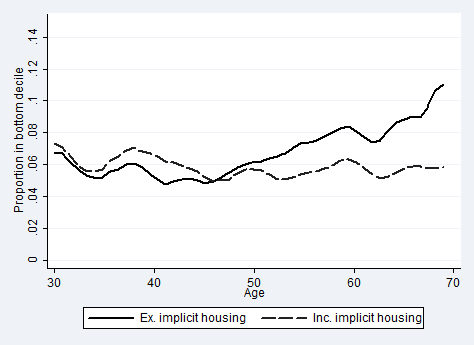 Proportion in bottom decile
.14
.12
.1
.08
.06
.04
.02
0
30 40 50 60 70
Age
Ex. implicit housing Inc. implicit housing